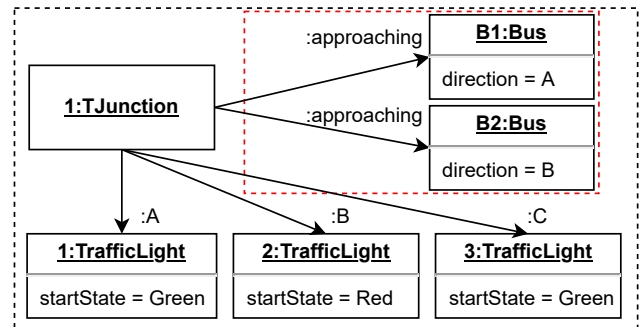 :approaching
B1:Bus
direction = A
1:TJunction
:approaching
B2:Bus
direction = B
:A
:B
:C
1:TrafficLight
2:TrafficLight
3:TrafficLight
startState = Green
startState = Red
startState = Green